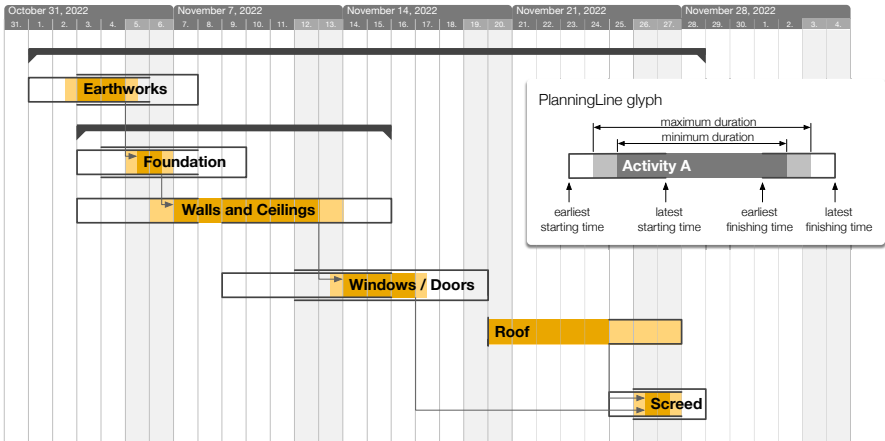 October 31, 2022 November 7, 2022 November 14, 2022 November 21, 2022 November 28, 2022
31. 1. 2. 3. 4. 5. 6. 7. 8. 9. 10. 11. 12. 13. 14. 15. 16. 17. 18. 19. 20. 21. 22. 23. 24. 25. 26. 27. 28. 29. 30. 1. 2. 3. 4.
Earthworks
PlanningLine glyph
maximum duration
minimum duration
Foundation
Activity A
Walls and Ceilings
earliest latest earliest latest
starting time starting time finishing time finishing time
Windows / Doors
Roof
Screed